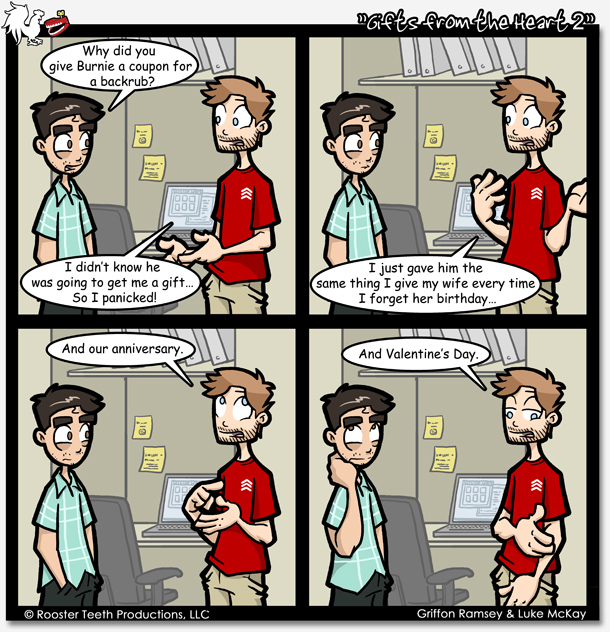 "Gifts from the Heart 2"
Why did you
give Burnie a coupon for
a backrub?
I didn't know he
was going to get me a gift...
So I panicked!
I just gave him the
same thing I give my wife every time
I forget her birthday...
And our anniversary.
And Valentine's Day.
© Rooster Teeth Productions, LLC
Griffon Ramsey & Luke McKay